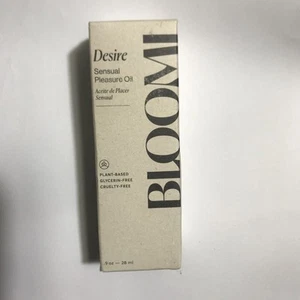 Desire
Sensual
Pleasure Oil
Aceite de Placer
Sensual
BLOOMI
PLANT-BASED
GLYCERIN-FREE
CRUELTY-FREE